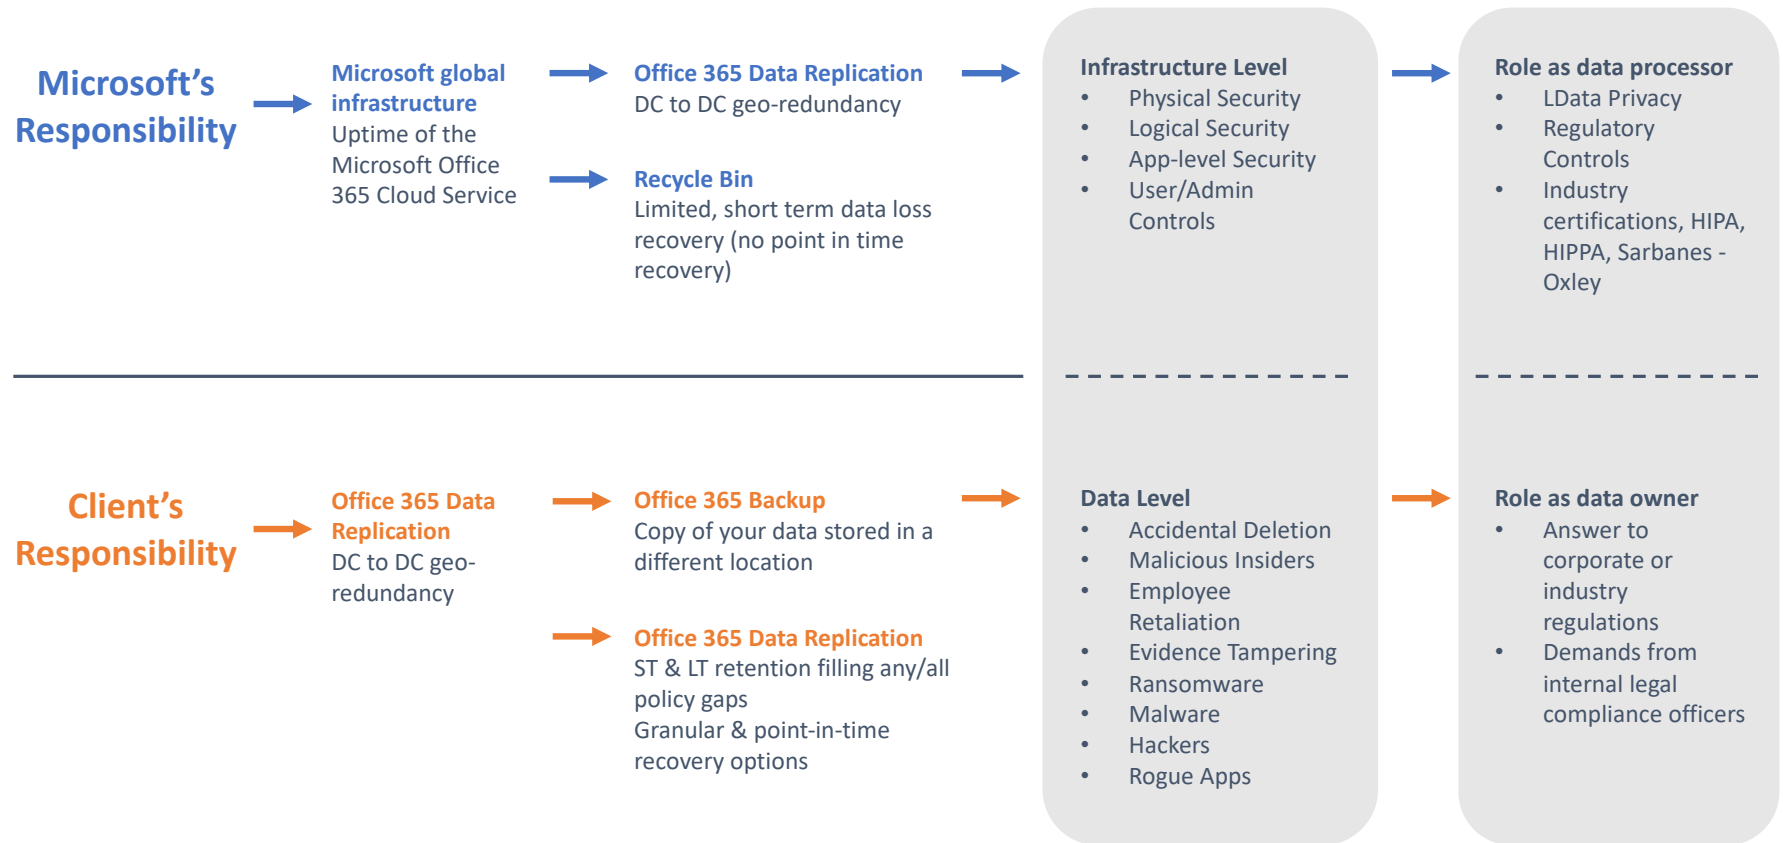 Microsoft's
Responsibility
Microsoft global
infrastructure
Uptime of the
Microsoft Office
365 Cloud Service
Office 365 Data Replication
DC to DC geo-redundancy
Recycle Bin
Limited, short term data loss
recovery (no point in time
recovery)
Infrastructure Level
• Physical Security
• Logical Security
• App-level Security
• User/Admin
Controls
Role as data processor
• LData Privacy
• Regulatory
Controls
• Industry
certifications, HIPA,
HIPPA, Sarbanes -
Oxley
Client's
Responsibility
Office 365 Data
Replication
DC to DC geo-
redundancy
Office 365 Backup
Copy of your data stored in a
different location
Office 365 Data Replication
ST & LT retention filling any/all
policy gaps
Granular & point-in-time
recovery options
Data Level
• Accidental Deletion
• Malicious Insiders
• Employee
Retaliation
• Evidence Tampering
• Ransomware
• Malware
• Hackers
• Rogue Apps
Role as data owner
• Answer to
corporate or
industry
regulations
• Demands from
internal legal
compliance officers